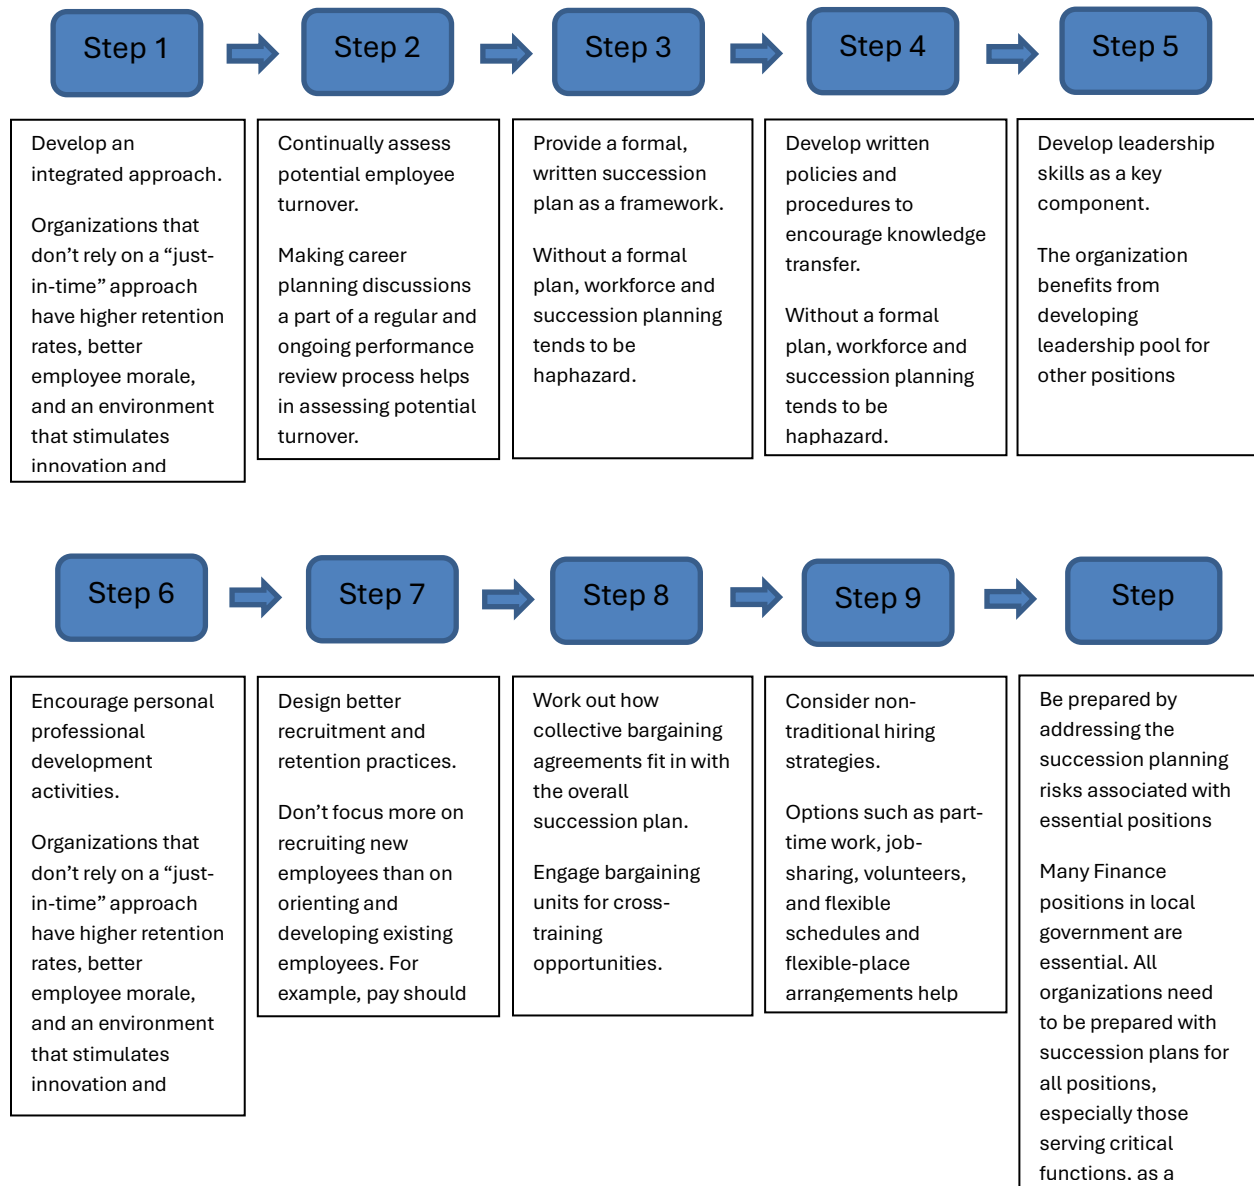 Step 1
Step 2
Step 3
Step 4
Step 5
Develop an
integrated approach.
Organizations that
don’t rely on a “just-
in-time” approach
have higher retention
rates, better
employee morale,
and an environment
that stimulates
innovation and
Continually assess
potential employee
turnover.
Making career
planning discussions
a part of a regular and
ongoing performance
review process helps
in assessing potential
turnover.
Provide a formal,
written succession
plan as a framework.
Without a formal
plan, workforce and
succession planning
tends to be
haphazard.
Develop written
policies and
procedures to
encourage knowledge
transfer.
Without a formal
plan, workforce and
succession planning
tends to be
haphazard.
Develop leadership
skills as a key
component.
The organization
benefits from
developing
leadership pool for
other positions
Step 6
Step 7
Step 8
Step 9
Step
Encourage personal
professional
development
activities.
Organizations that
don’t rely on a “just-
in-time” approach
have higher retention
rates, better
employee morale,
and an environment
that stimulates
innovation and
Design better
recruitment and
retention practices.
Don’t focus more on
recruiting new
employees than on
orienting and
developing existing
employees. For
example, pay should
Work out how
collective bargaining
agreements fit in with
the overall
succession plan.
Engage bargaining
units for cross-
training
opportunities.
Consider non-
traditional hiring
strategies.
Options such as part-
time work, job-
sharing, volunteers,
and flexible
schedules and
flexible-place
arrangements help
Be prepared by
addressing the
succession planning
risks associated with
essential positions
Many Finance
positions in local
government are
essential. All
organizations need
to be prepared with
succession plans for
all positions,
especially those
serving critical
functions, as a